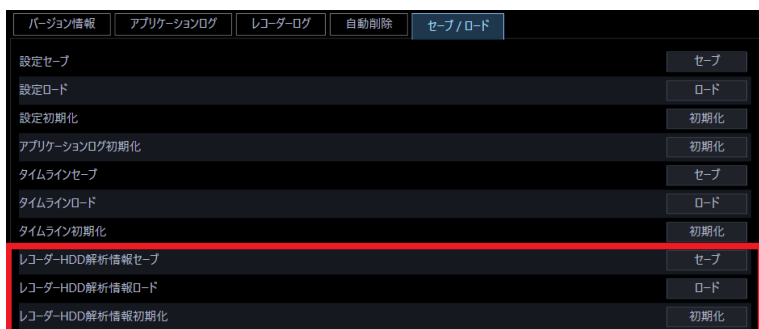 バージョン情報 アプリケーションログ レコーダーログ 自動削除 セーブ / ロード
設定セーブ セーブ
設定ロード ロード
設定初期化 初期化
アプリケーションログ初期化 初期化
タイムラインセーブ セーブ
タイムラインロード ロード
タイムライン初期化 初期化
レコーダーHDD解析情報セーブ セーブ
レコーダーHDD解析情報ロード ロード
レコーダーHDD解析情報初期化 初期化